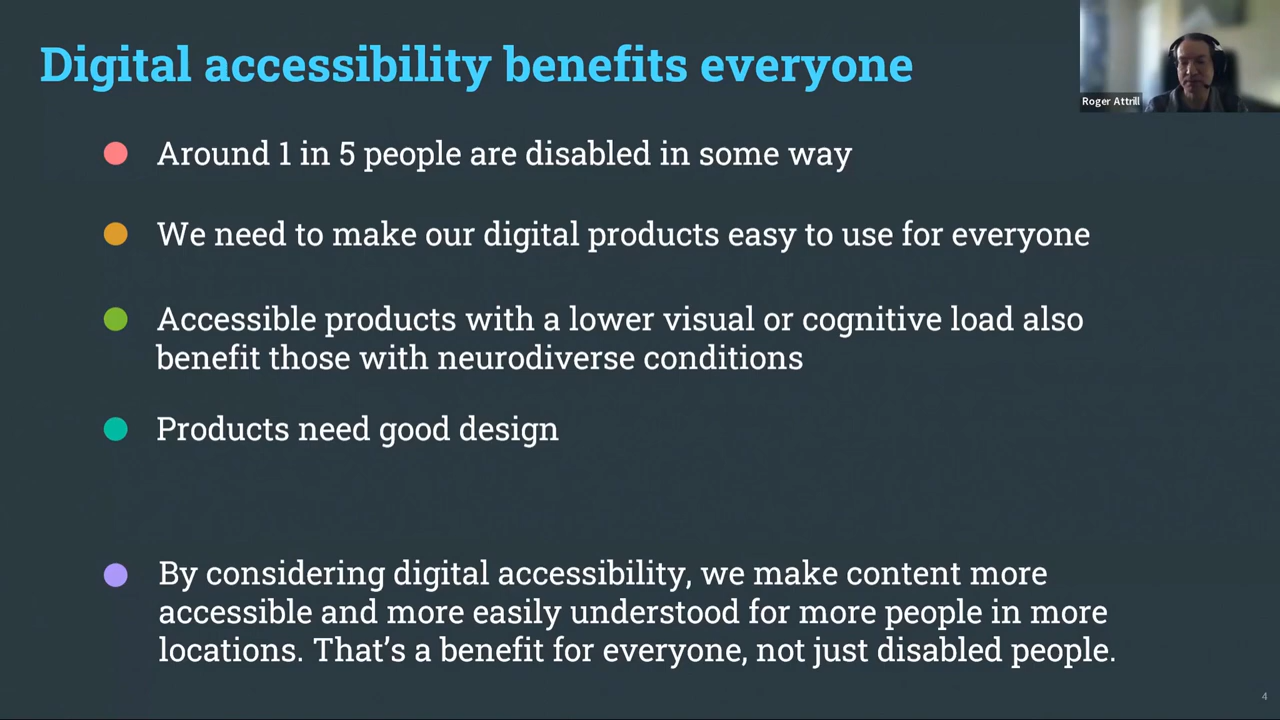 Digital accessibility benefits everyone
Roger Attrill
Around 1 in 5 people are disabled in some way
We need to make our digital products easy to use for everyone
Accessible products with a lower visual or cognitive load also
benefit those with neurodiverse conditions
Products need good design
By considering digital accessibility, we make content more
accessible and more easily understood for more people in more
locations. That’s a benefit for everyone, not just disabled people.
4